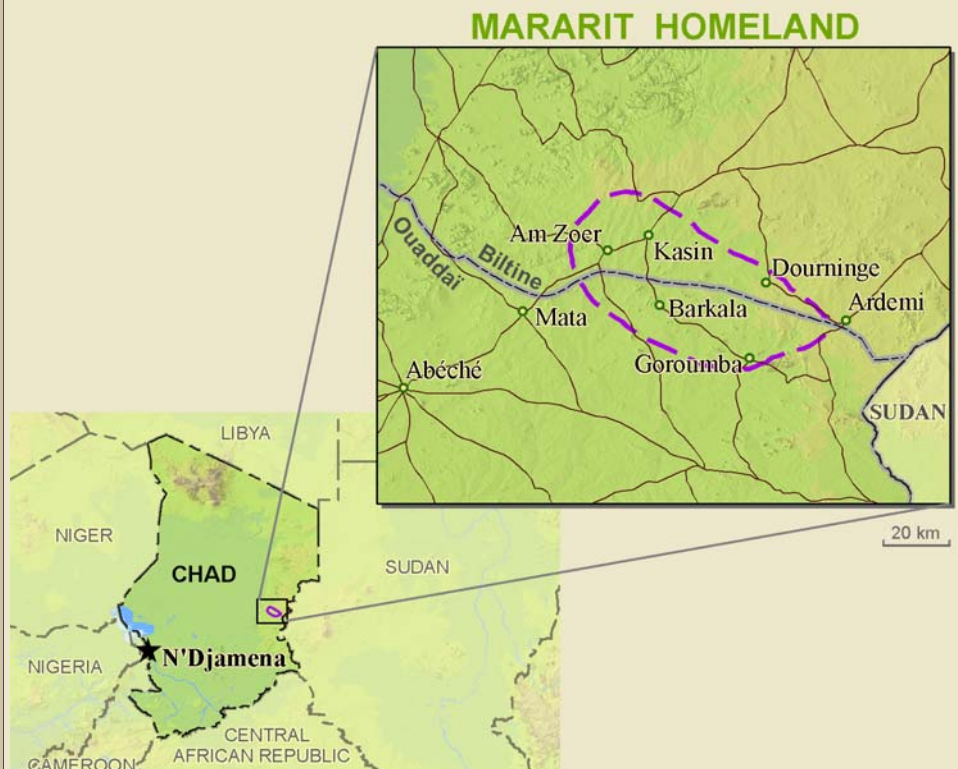 MARARIT HOMELAND
Ouaddaï
Biltine
Am Zoer
Kasin
Dourninge
Mata
Barkala
Ardemi
Goroumba
Abéché
SUDAN
20 km
LIBYA
NIGER
CHAD
SUDAN
NIGERIA
N'Djamena
CENTRAL
AFRICAN REPUBLIC
CAMEROON